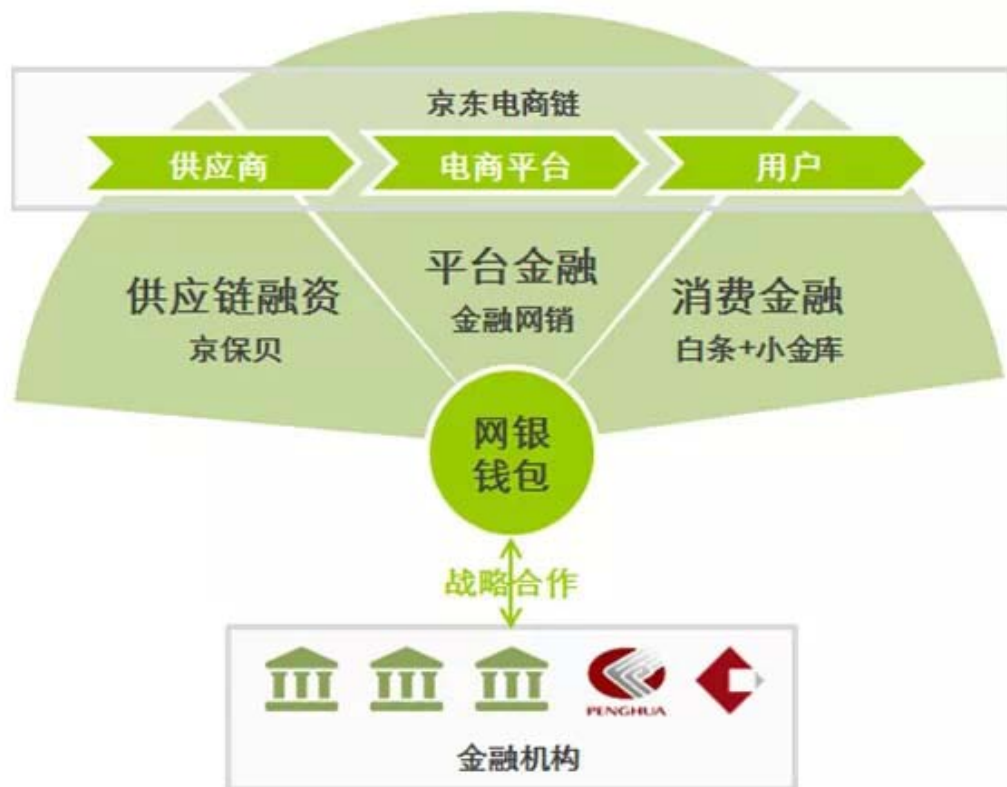 京东电商链
供应商
电商平台
用户
供应链融资
京保贝
平台金融
金融网销
消费金融
白条+小金库
网银
钱包
战略合作
PENGHUA
金融机构